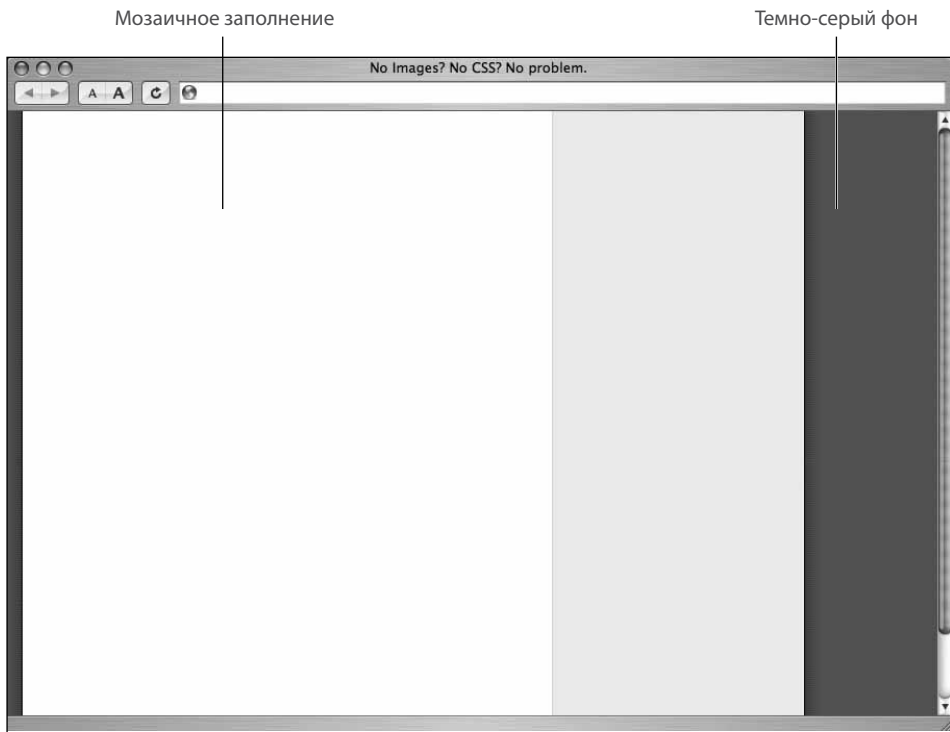 Мозаичное заполнение
Темно-серый фон
No Images? No CSS? No problem.
A A